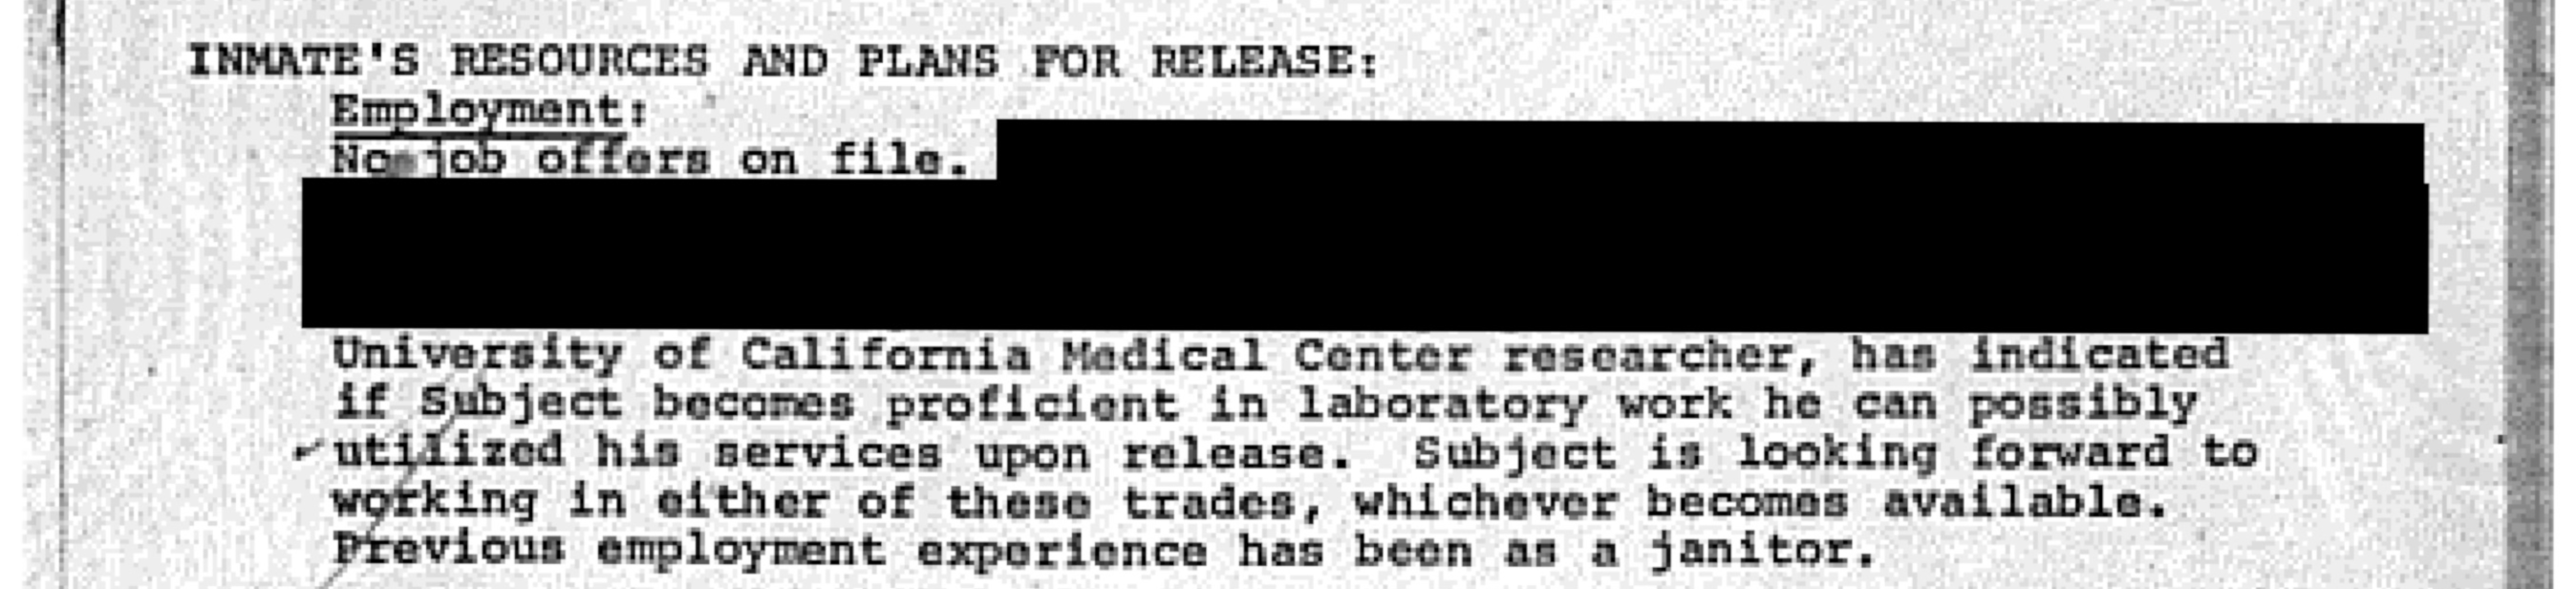 INMATE'S RESOURCES AND PLANS FOR RELEASE:
Employment:
No job offers on file.
University of California Medical Center researcher, has indicated
if Subject becomes proficient in laboratory work he can possibly
utilized his services upon release. Subject is looking forward to
working in either of these trades, whichever becomes available.
Previous employment experience has been as a janitor.